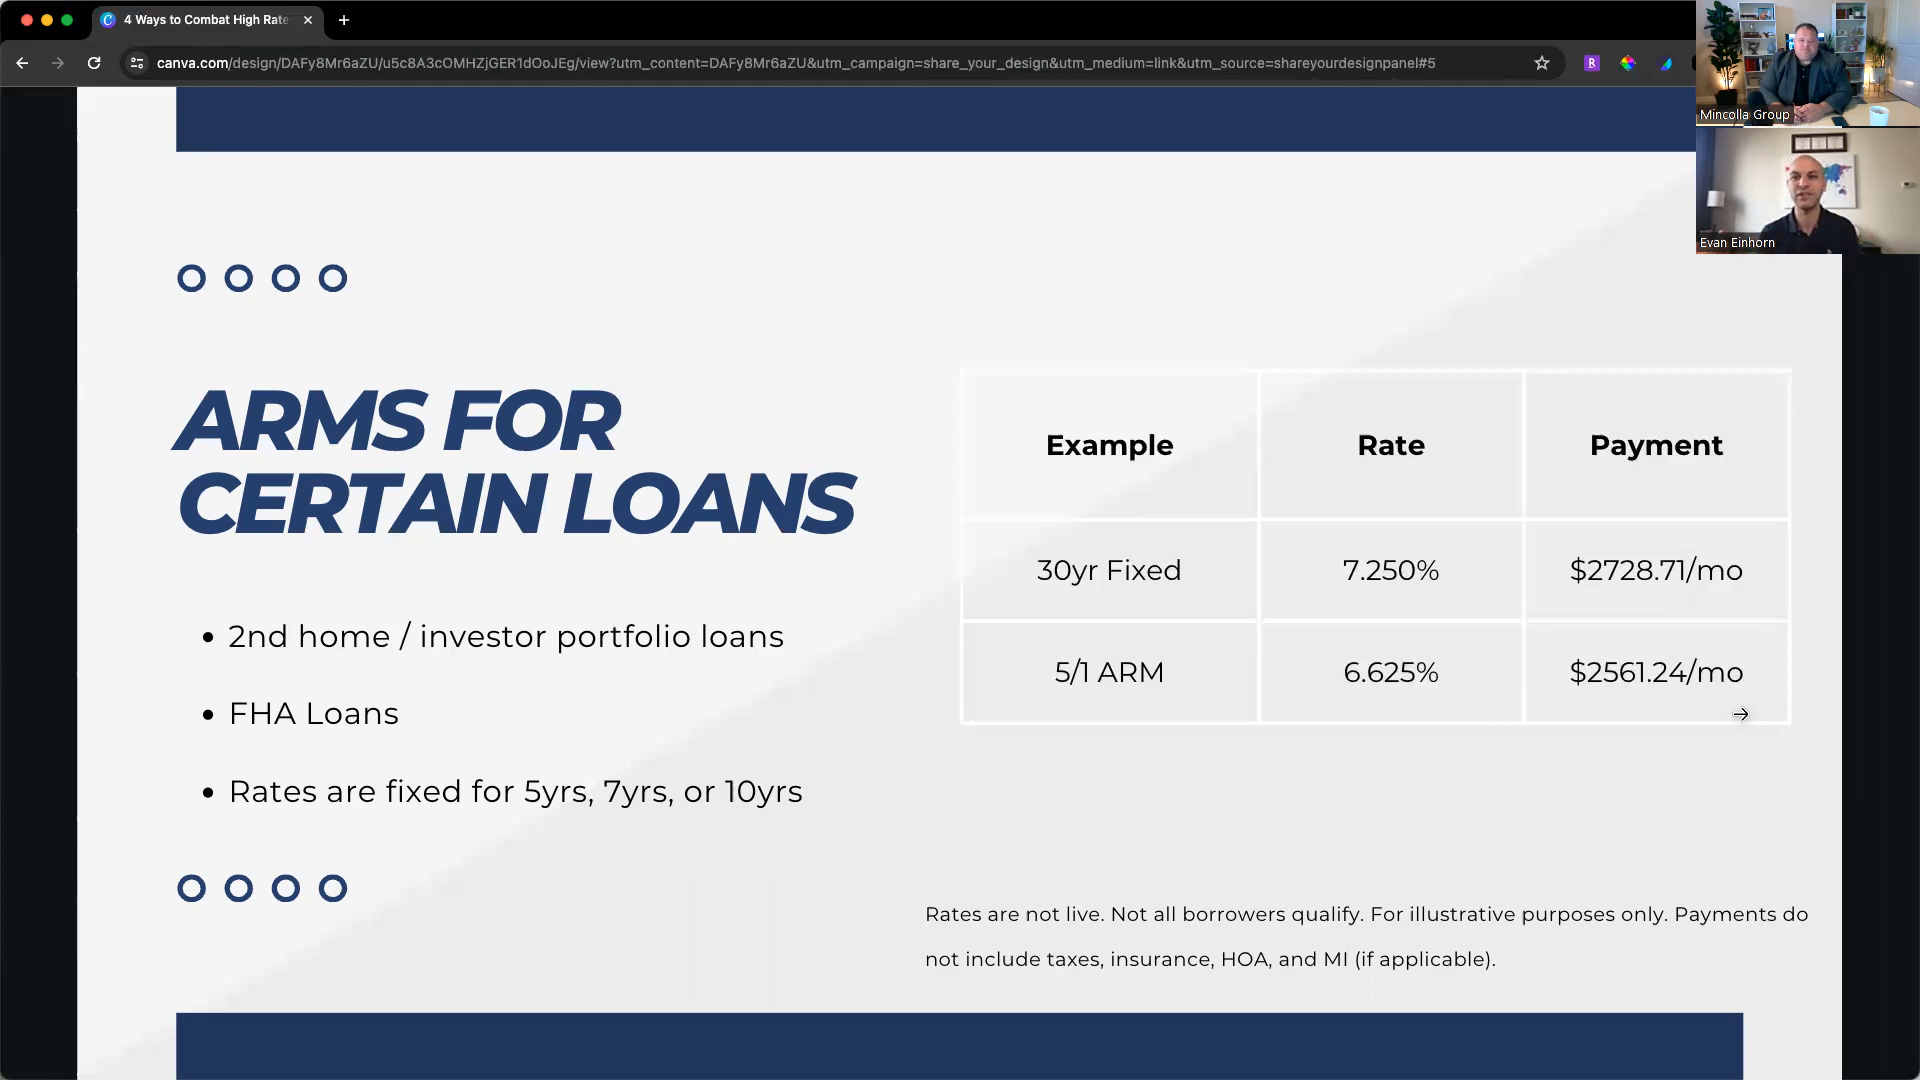 4 Ways to Combat High Rate
canva.com/design/DAFy8Mr6aZU/u5c8A3cOMHZjGER1dOoJEg/view?utm_content=DAFy8Mr6aZU&utm_campaign=share_your_design&utm_medium=link&utm_source=shareyourdesignpanel#5
R
Mincolla Group
Evan Einhorn
ARMS FOR
CERTAIN LOANS
• 2nd home / investor portfolio loans
• FHA Loans
• Rates are fixed for 5yrs, 7yrs, or 10yrs
Example Rate Payment
30yr Fixed 7.250% $2728.71/mo
5/1 ARM 6.625% $2561.24/mo
Rates are not live. Not all borrowers qualify. For illustrative purposes only. Payments do
not include taxes, insurance, HOA, and MI (if applicable).